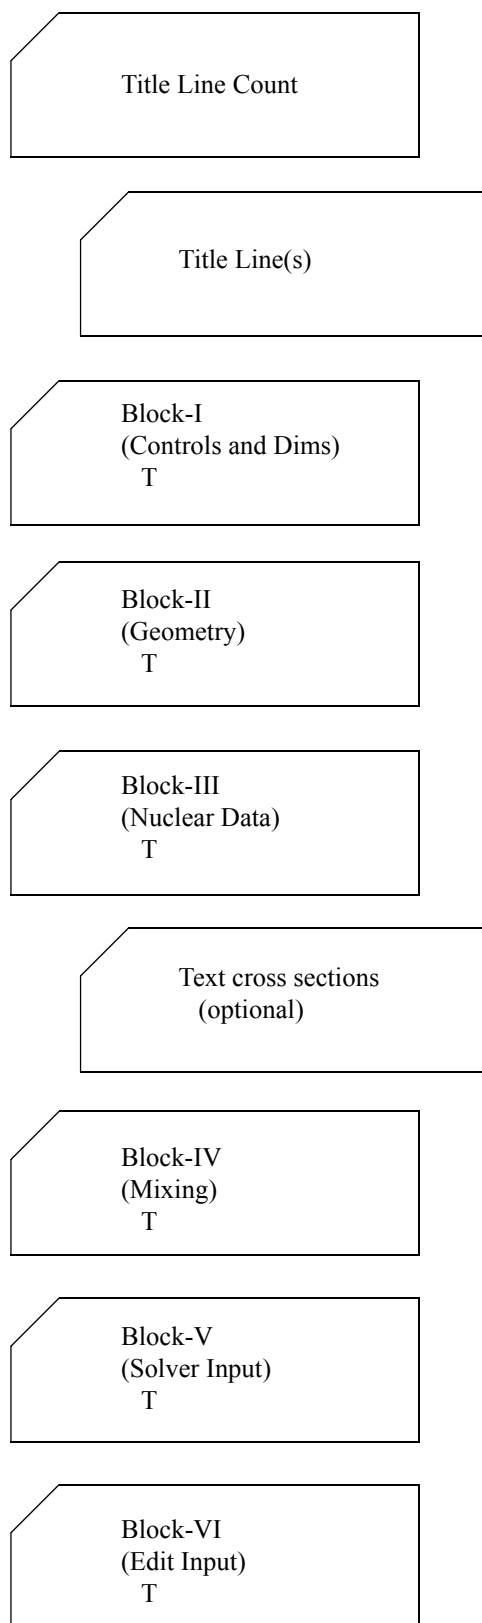 Title Line Count
Title Line(s)
Block-I
(Controls and Dims)
T
Block-II
(Geometry)
T
Block-III
(Nuclear Data)
T
Text cross sections
(optional)
Block-IV
(Mixing)
T
Block-V
(Solver Input)
T
Block-VI
(Edit Input)
T